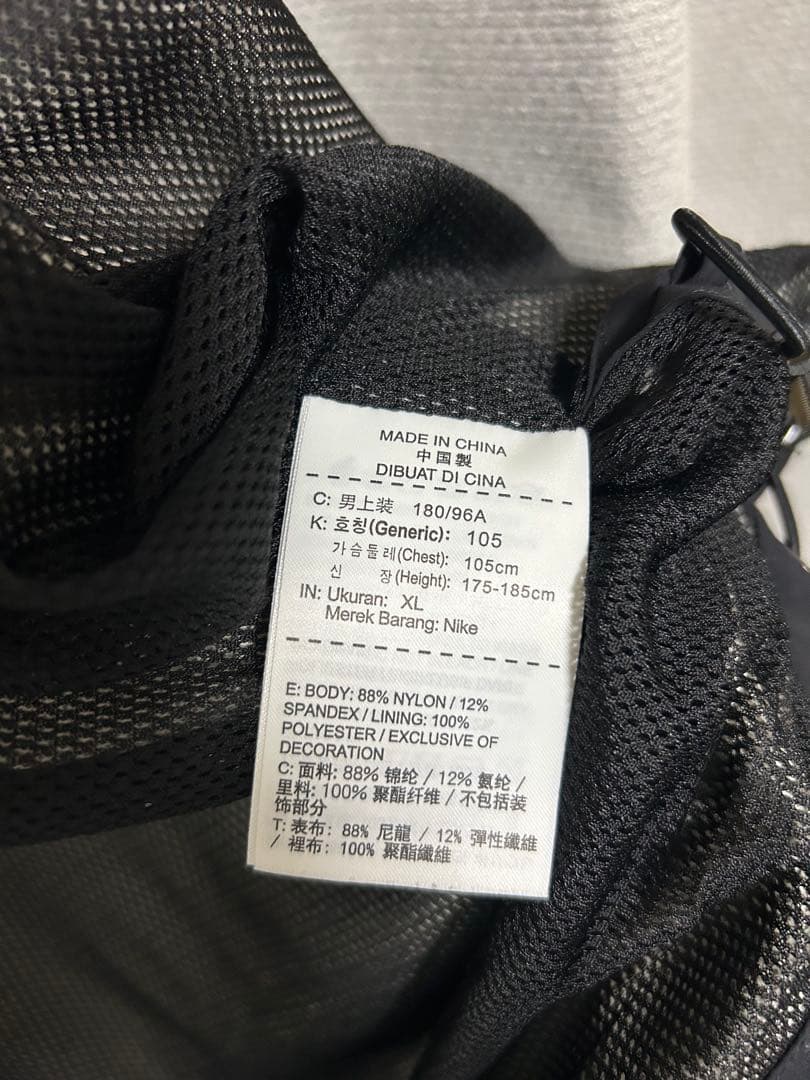 MADE IN CHINA
中国製
DIBUAT DI CINA
C: 男上装 180/96A
K: 호칭(Generic): 105
가슴둘레(Chest): 105cm
신 장(Height): 175-185cm
IN: Ukuran: XL
Merek Barang: Nike
E: BODY: 88% NYLON / 12%
SPANDEX / LINING: 100%
POLYESTER / EXCLUSIVE OF
DECORATION
C: 面料: 88% 锦纶 / 12% 氨纶 /
里料: 100% 聚酯纤维 / 不包括装
饰部分
T: 表布: 88% 尼龍 / 12% 彈性纖維
/ 裡布: 100% 聚酯纖維